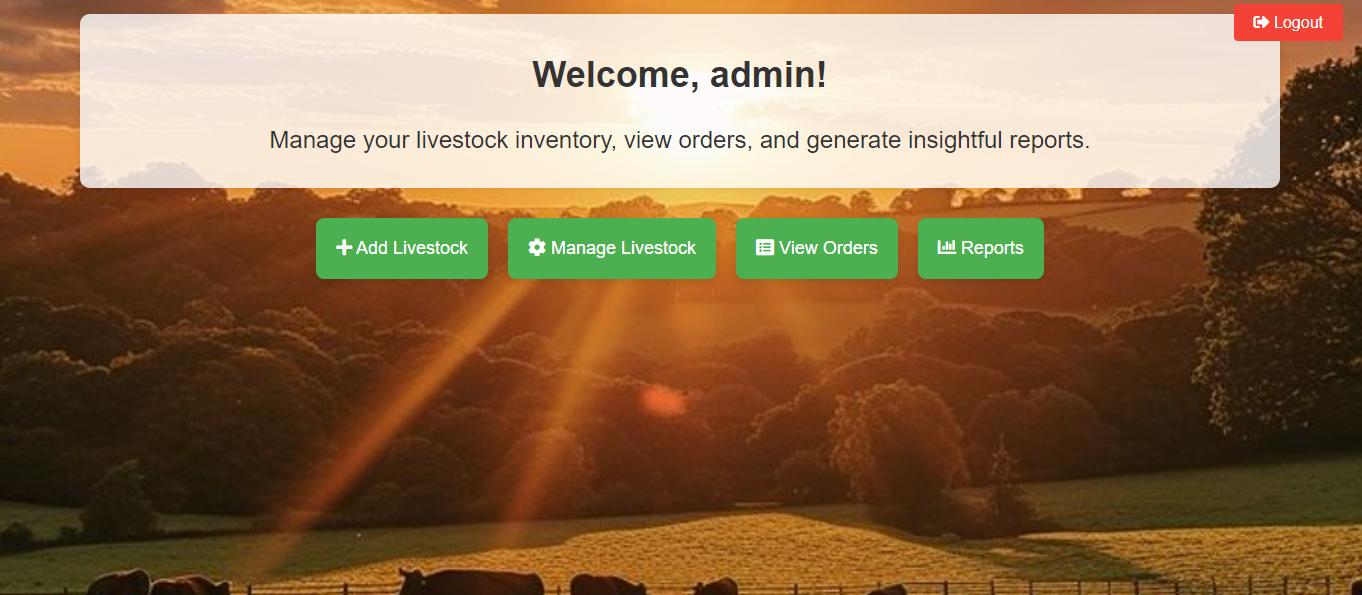 Logout
Welcome, admin!
Manage your livestock inventory, view orders, and generate insightful reports.
Add Livestock
Manage Livestock
View Orders
Reports